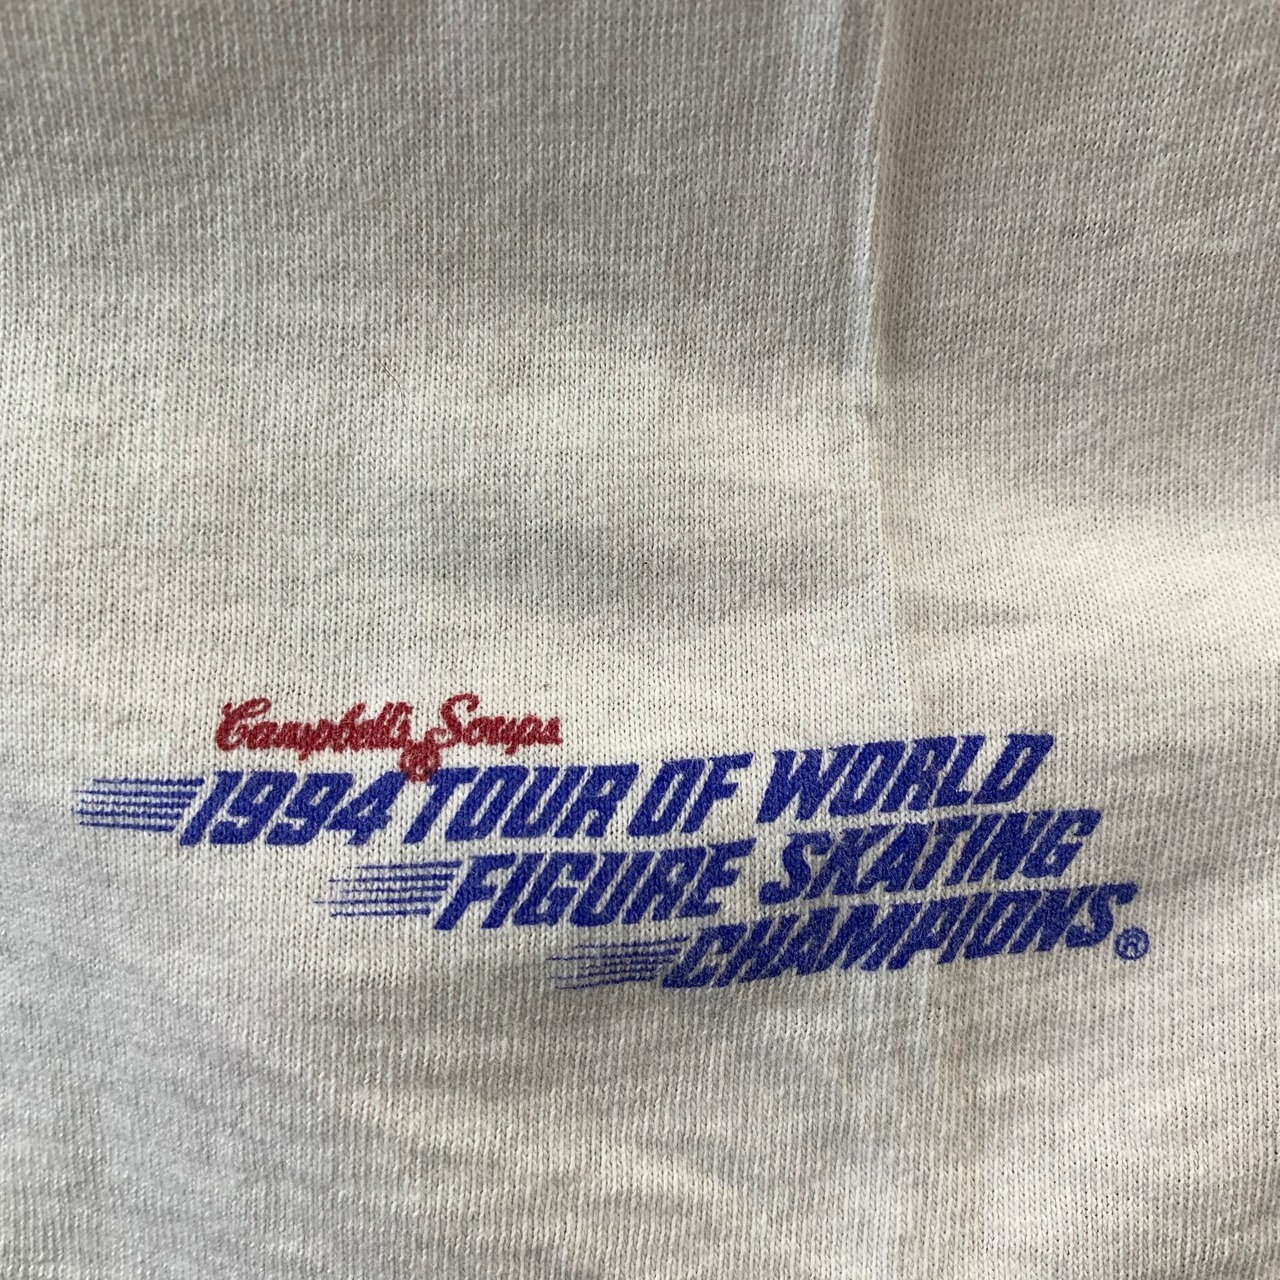 Campbell's® Soups
1994 TOUR OF WORLD
FIGURE SKATING
CHAMPIONS®